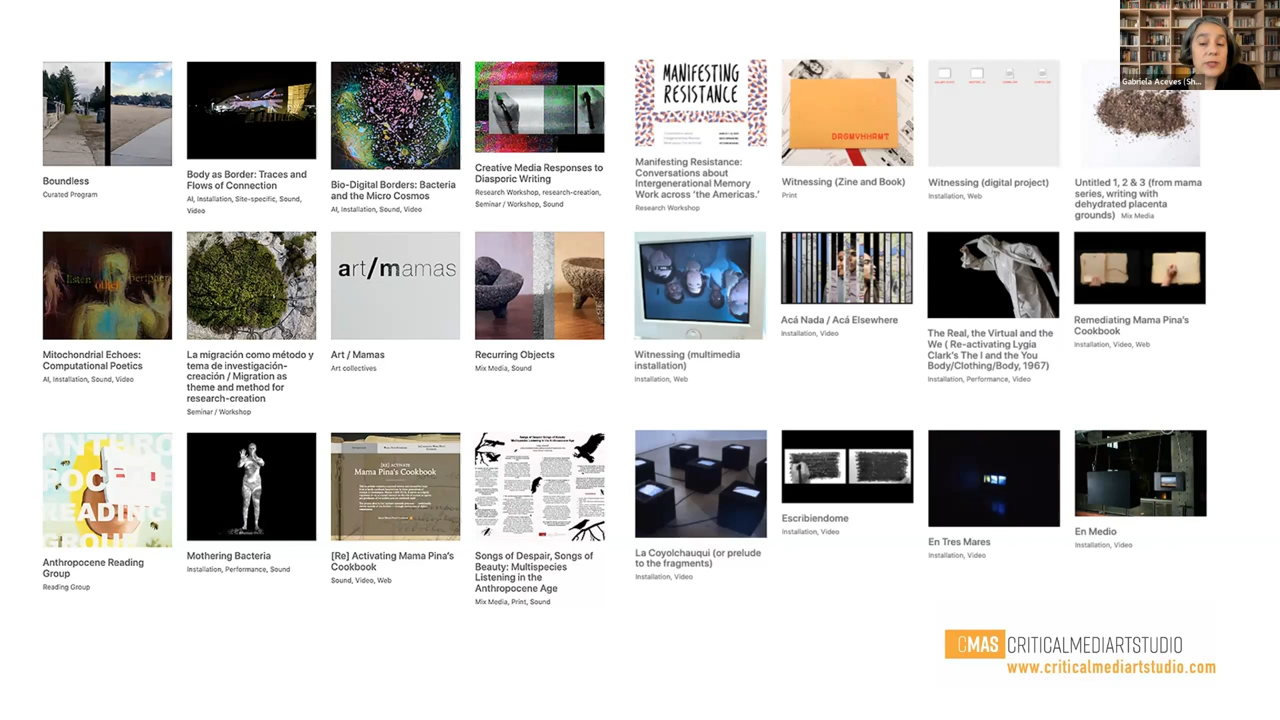 Gabriela Aceves (Sh...
Boundless
Curated Program
Body as Border: Traces and
Flows of Connection
AI, Installation, Site-specific, Sound,
Video
Bio-Digital Borders: Bacteria
and the Micro Cosmos
AI, Installation, Sound, Video
Creative Media Responses to
Diasporic Writing
Research Workshop, research-creation,
Seminar / Workshop, Sound
MANIFESTING
RESISTANCE
Manifesting Resistance:
Conversations about
Intergenerational Memory
Work across ‘the Americas.’
Research Workshop
DRGMVHHRMT
Witnessing (Zine and Book)
Print
Witnessing (digital project)
Installation, Web
Untitled 1, 2 & 3 (from mama
series, writing with
dehydrated placenta
grounds) Mix Media
listen
other
Mitochondrial Echoes:
Computational Poetics
AI, Installation, Sound, Video
La migración como método y
tema de investigación-
creación / Migration as
theme and method for
research-creation
Seminar / Workshop
art/mamas
Art / Mamas
Art collectives
Recurring Objects
Mix Media, Sound
Witnessing (multimedia
installation)
Installation, Web
Acá Nada / Acá Elsewhere
Installation, Video
The Real, the Virtual and the
We ( Re-activating Lygia
Clark's The I and the You
Body/Clothing/Body, 1967)
Installation, Performance, Video
Remediating Mama Pina's
Cookbook
Installation, Video, Web
ANTHRO
POCENE
READING
GROUP
Anthropocene Reading
Group
Reading Group
Mothering Bacteria
Installation, Performance, Sound
[RE] ACTIVATE
Mama Pina's Cookbook
[Re] Activating Mama Pina's
Cookbook
Sound, Video, Web
Songs of Despair, Songs of
Beauty: Multispecies
Listening in the
Anthropocene Age
Mix Media, Print, Sound
La Coyolchauqui (or prelude
to the fragments)
Installation, Video
Escribiendome
Installation, Video
En Tres Mares
Installation, Video
En Medio
Installation, Video
CMAS CRITICALMEDIARTSTUDIO
www.criticalmediartstudio.com